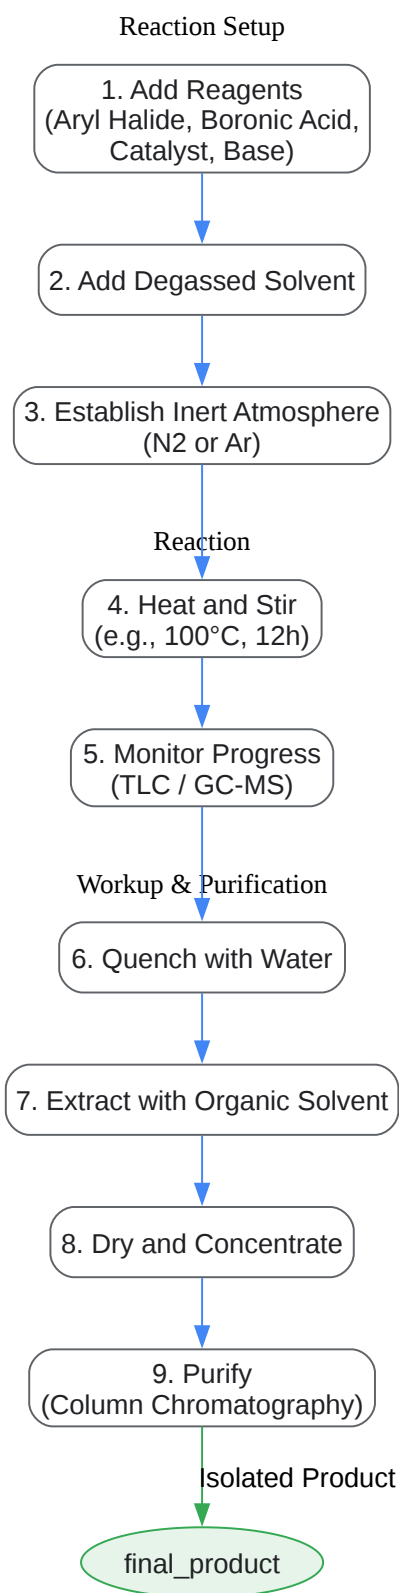 Reaction Setup
1. Add Reagents
(Aryl Halide, Boronic Acid,
Catalyst, Base)
2. Add Degassed Solvent
3. Establish Inert Atmosphere
(N2 or Ar)
Reaction
4. Heat and Stir
(e.g., 100°C, 12h)
5. Monitor Progress
(TLC / GC-MS)
Workup & Purification
6. Quench with Water
7. Extract with Organic Solvent
8. Dry and Concentrate
9. Purify
(Column Chromatography)
Isolated Product
final_product